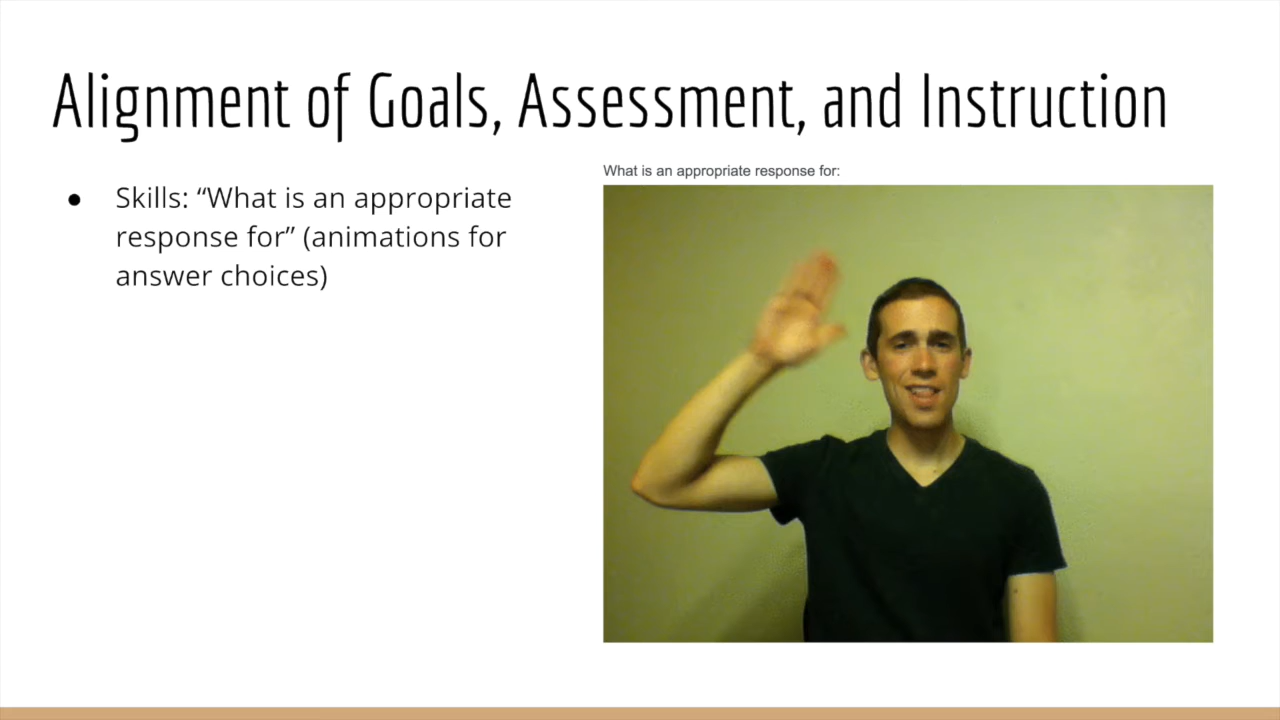 Alignment of Goals, Assessment, and Instruction
● Skills: “What is an appropriate
response for” (animations for
answer choices)
What is an appropriate response for: